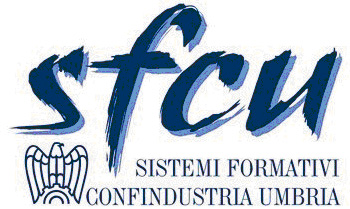 sfcu
SISTEMI FORMATIVI
CONFINDUSTRIA UMBRIA